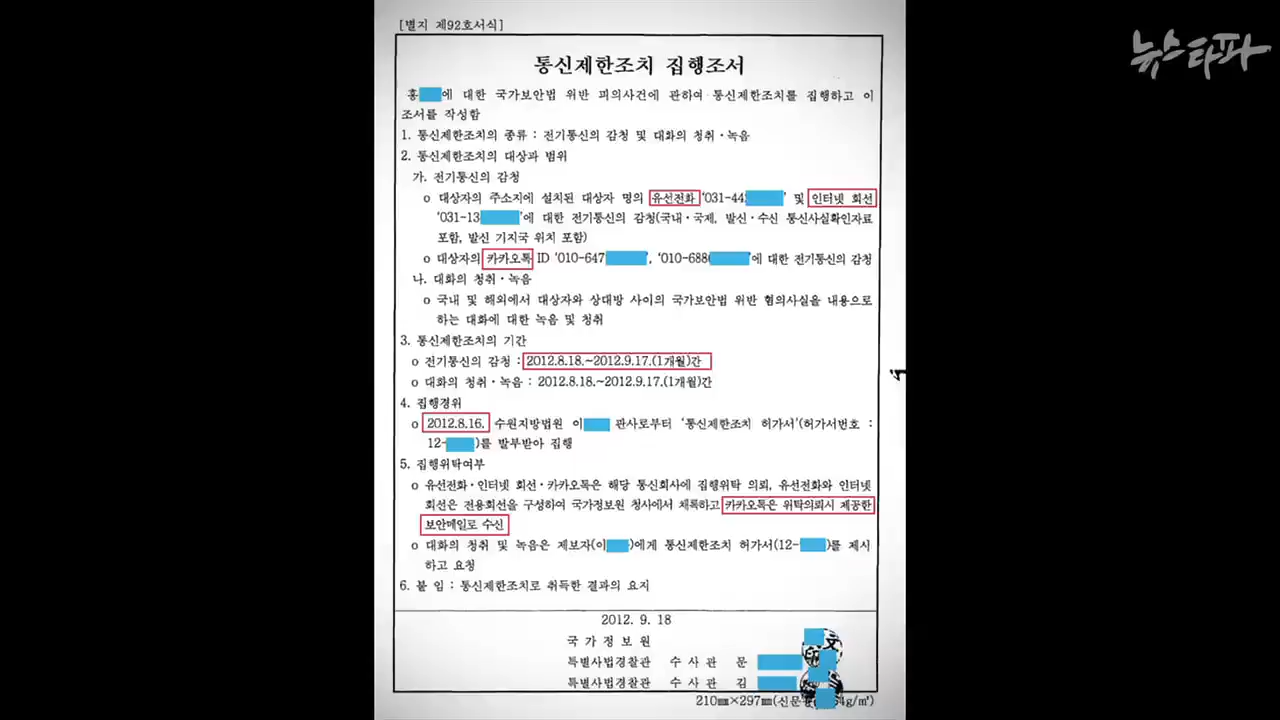 [별지 제92호서식]
뉴스타파
통신제한조치 집행조서
홍 에 대한 국가보안법 위반 피의사건에 관하여 통신제한조치를 집행하고 이
조서를 작성함
1. 통신제한조치의 종류 : 전기통신의 감청 및 대화의 청취·녹음
2. 통신제한조치의 대상과 범위
가. 전기통신의 감청
o 대상자의 주소지에 설치된 대상자 명의 유선전화 '031-44 ' 및 인터넷 회선
'031-13 '에 대한 전기통신의 감청(국내·국제, 발신·수신 통신사실확인자료
포함, 발신 기지국 위치 포함)
o 대상자의 카카오톡 ID '010-647 ', '010-688 '에 대한 전기통신의 감청
나. 대화의 청취·녹음
o 국내 및 해외에서 대상자와 상대방 사이의 국가보안법 위반 혐의사실을 내용으로
하는 대화에 대한 녹음 및 청취
3. 통신제한조치의 기간
o 전기통신의 감청 : 2012.8.18.~2012.9.17.(1개월)간
o 대화의 청취·녹음 : 2012.8.18.~2012.9.17.(1개월)간
4. 집행경위
o 2012.8.16. 수원지방법원 이 판사로부터 '통신제한조치 허가서'(허가서번호 :
12- )를 발부받아 집행
5. 집행위탁여부
o 유선전화·인터넷 회선·카카오톡은 해당 통신회사에 집행위탁 의뢰, 유선전화와 인터넷
회선은 전용회선을 구성하여 국가정보원 청사에서 채록하고 카카오톡은 위탁의뢰시 제공한
보안메일로 수신
o 대화의 청취 및 녹음은 제보자(이 )에게 통신제한조치 허가서(12- )를 제시
하고 요청
6. 붙 임 : 통신제한조치로 취득한 결과의 요지
2012. 9. 18
국 가 정 보 원
특별사법경찰관 수 사 관 문
특별사법경찰관 수 사 관 김
210㎜×297㎜(신문용 54g/㎡)